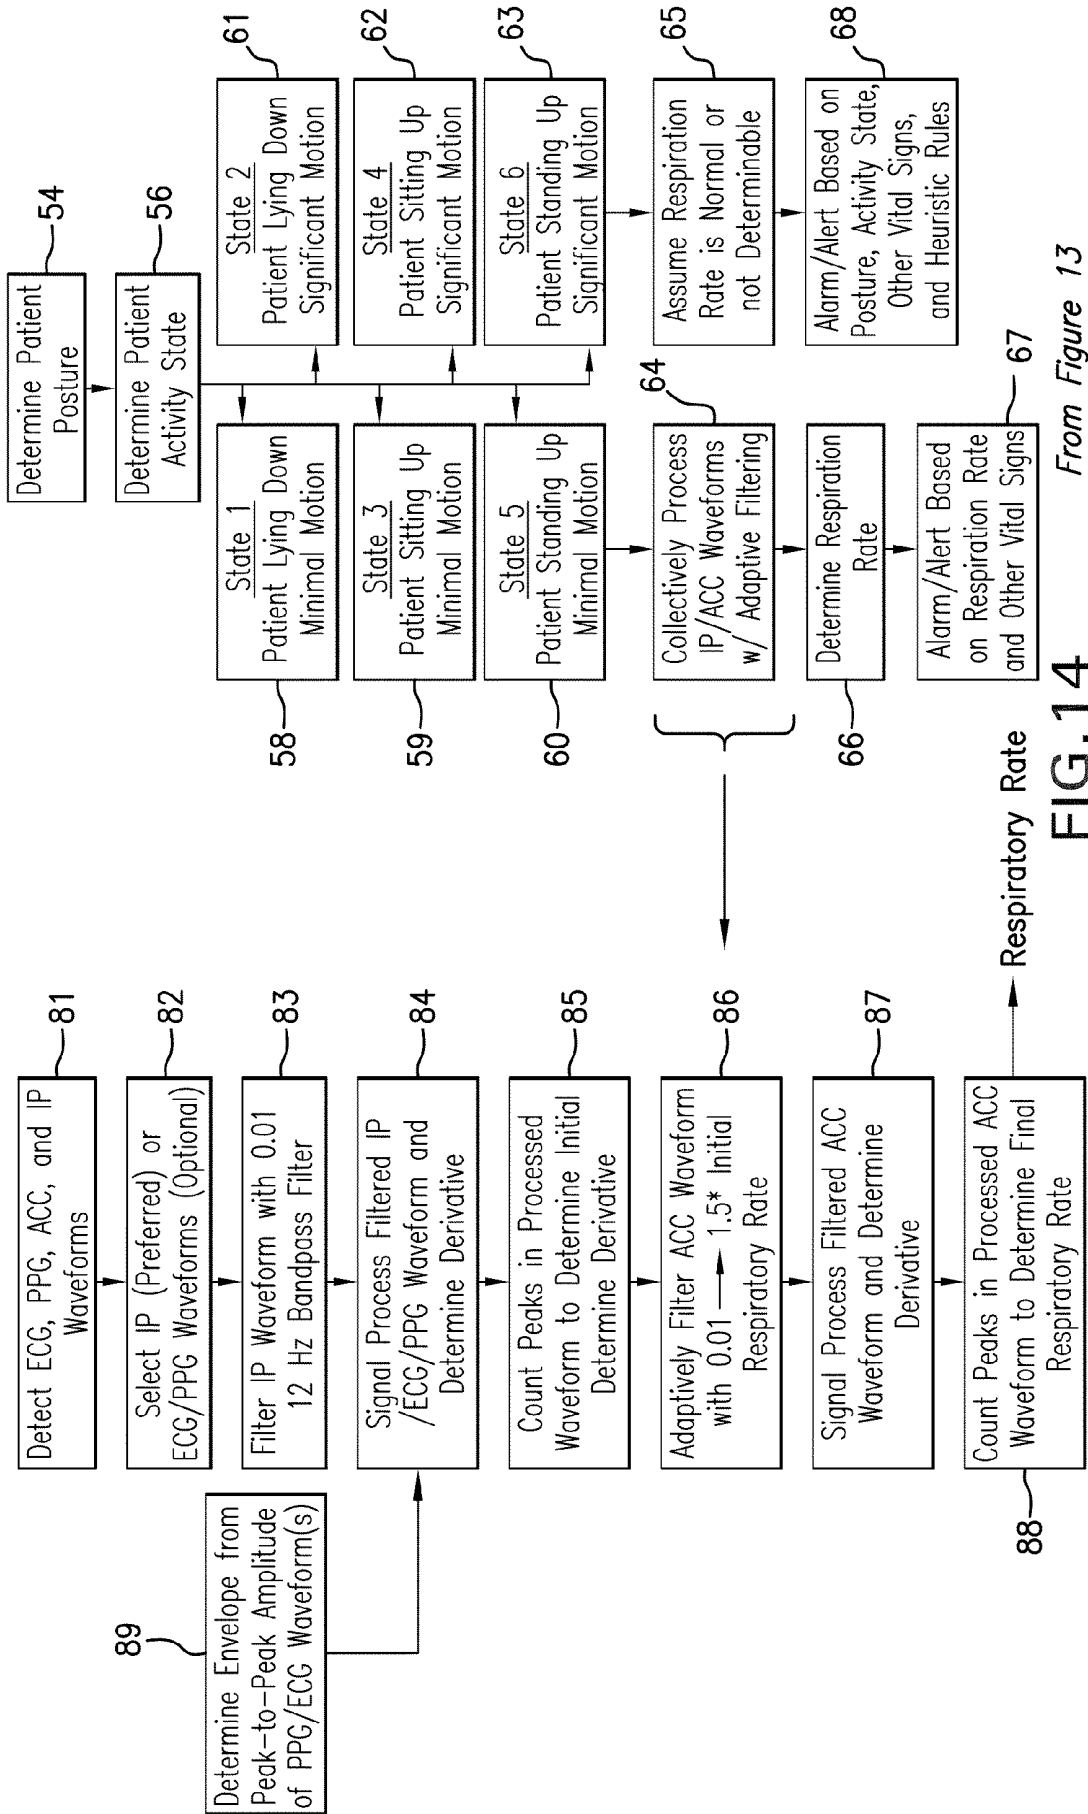 81
Detect ECG, PPG, ACC, and IP
Waveforms
82
Select IP (Preferred) or
ECG/PPG Waveforms (Optional)
83
Filter IP Waveform with 0.01
12 Hz Bandpass Filter
89
Determine Envelope from
Peak-to-Peak Amplitude
of PPG/ECG Waveform(s)
84
Signal Process Filtered IP
/ECG/PPG Waveform and
Determine Derivative
85
Count Peaks in Processed
Waveform to Determine Initial
Determine Derivative
86
Adaptively Filter ACC Waveform
with 0.01 → 1.5* Initial
Respiratory Rate
87
Signal Process Filtered ACC
Waveform and Determine
Derivative
88
Count Peaks in Processed ACC
Waveform to Determine Final
Respiratory Rate
Respiratory Rate
54
Determine Patient
Posture
56
Determine Patient
Activity State
58
State 1
Patient Lying Down
Minimal Motion
61
State 2
Patient Lying Down
Significant Motion
59
State 3
Patient Sitting Up
Minimal Motion
62
State 4
Patient Sitting Up
Significant Motion
60
State 5
Patient Standing Up
Minimal Motion
63
State 6
Patient Standing Up
Significant Motion
64
Collectively Process
IP/ACC Waveforms
w/ Adaptive Filtering
65
Assume Respiration
Rate is Normal or
not Determinable
66
Determine Respiration
Rate
67
Alarm/Alert Based
on Respiration Rate
and Other Vital Signs
68
Alarm/Alert Based on
Posture, Activity State,
Other Vital Signs,
and Heuristic Rules
From Figure 13
FIG. 14